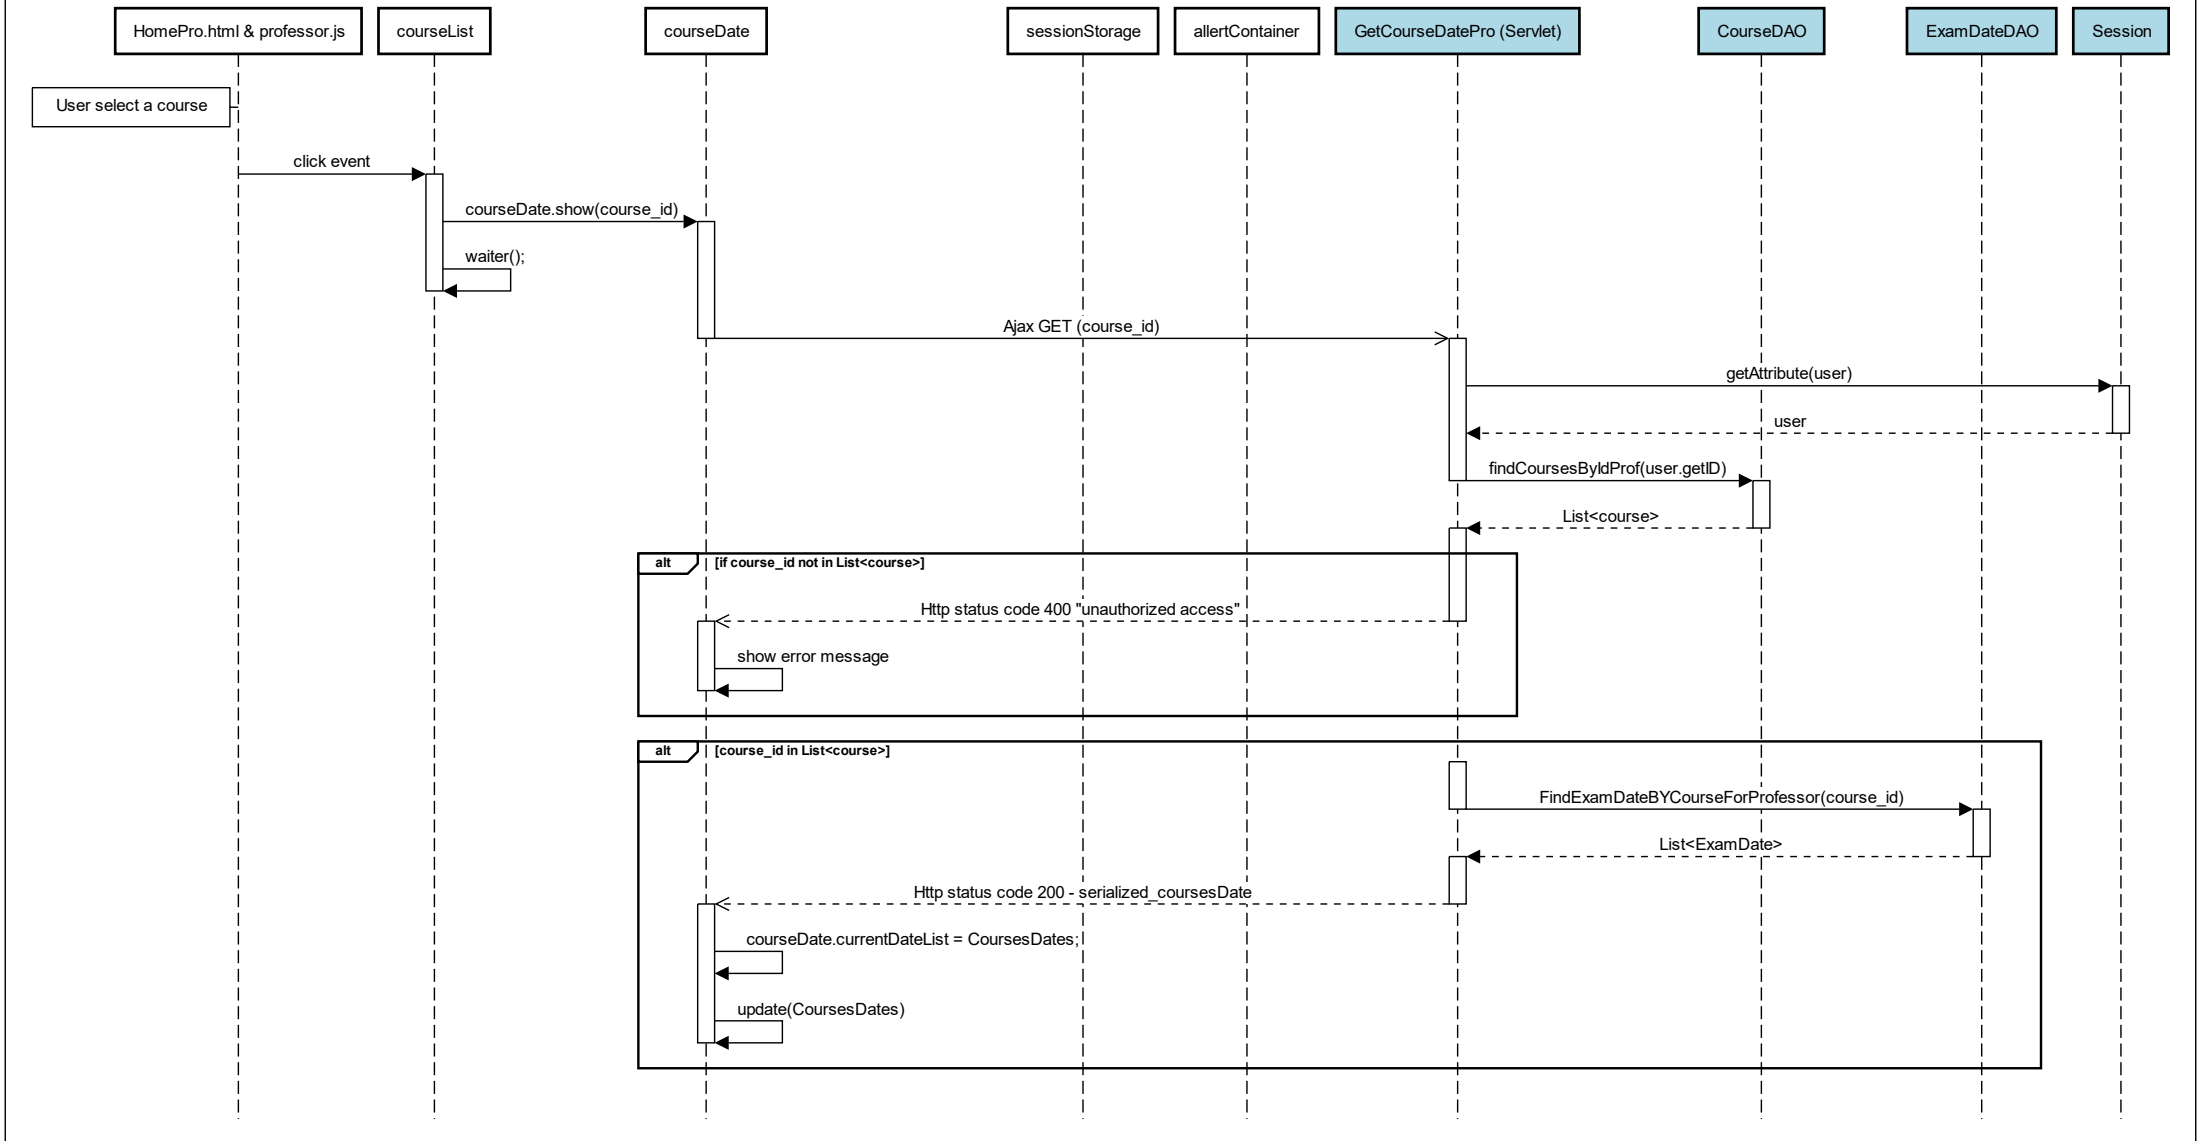 HomePro.html & professor.js
courseList
courseDate
sessionStorage
allertContainer
GetCourseDatePro (Servlet)
CourseDAO
ExamDateDAO
Session
User select a course
click event
courseDate.show(course_id)
waiter();
Ajax GET (course_id)
getAttribute(user)
user
findCoursesByIdProf(user.getID)
List<course>
alt
[if course_id not in List<course>]
Http status code 400 "unauthorized access"
show error message
alt
[course_id in List<course>]
FindExamDateBYCourseForProfessor(course_id)
List<ExamDate>
Http status code 200 - serialized_coursesDate
courseDate.currentDateList = CoursesDates;
update(CoursesDates)